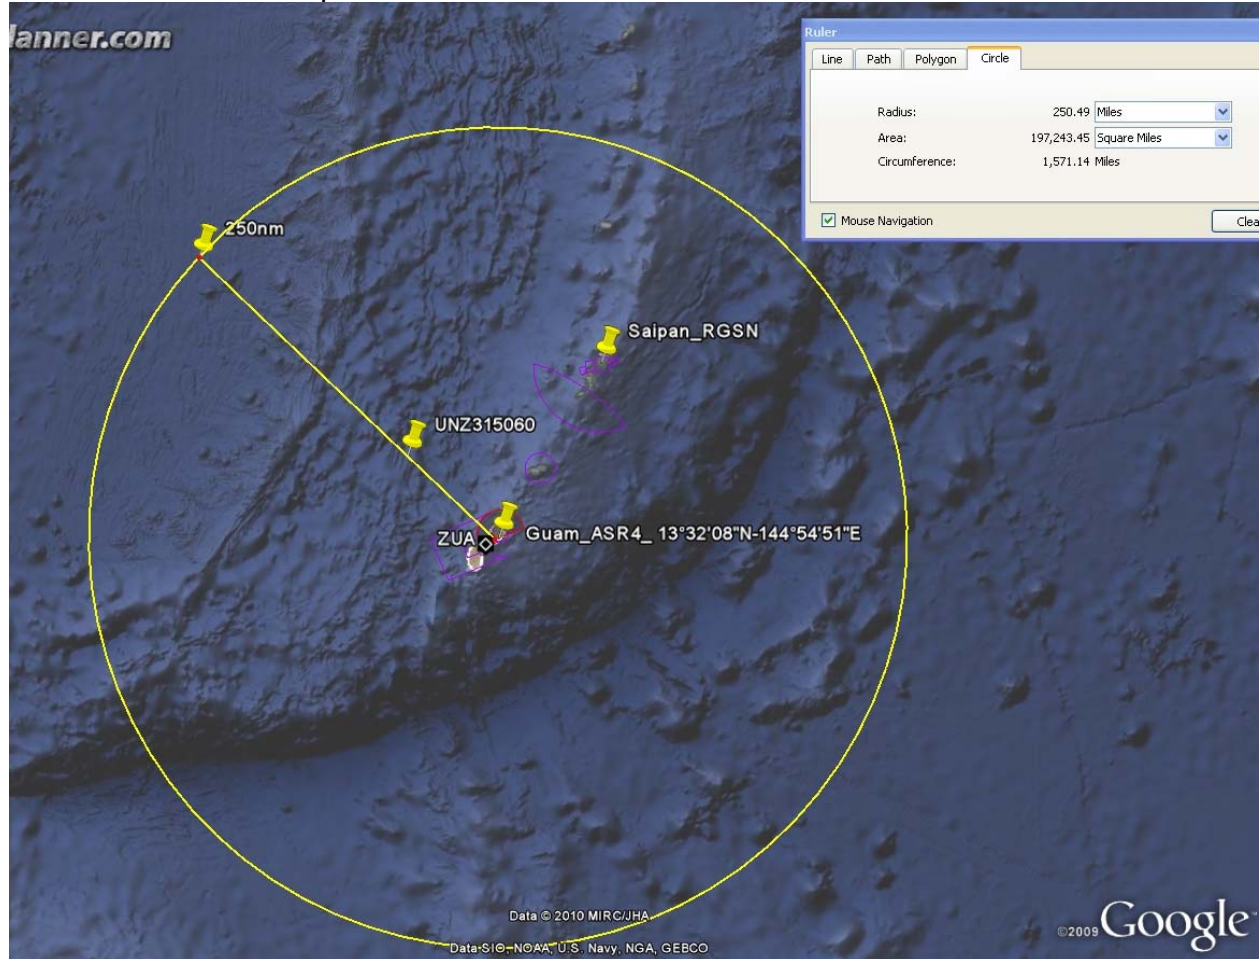 lanner.com
Ruler
Line Path Polygon Circle
Radius: 250.49 Miles
Area: 197,243.45 Square Miles
Circumference: 1,571.14 Miles
Mouse Navigation
Clea
250nm
Saipan_RGSN
UNZ315060
Guam_ASR4_ 13°32'08"N-144°54'51"E
ZUA
Data © 2010 MIRC/JHA
Data SIO, NOAA, U.S. Navy, NGA, GEBCO
©2009 Google